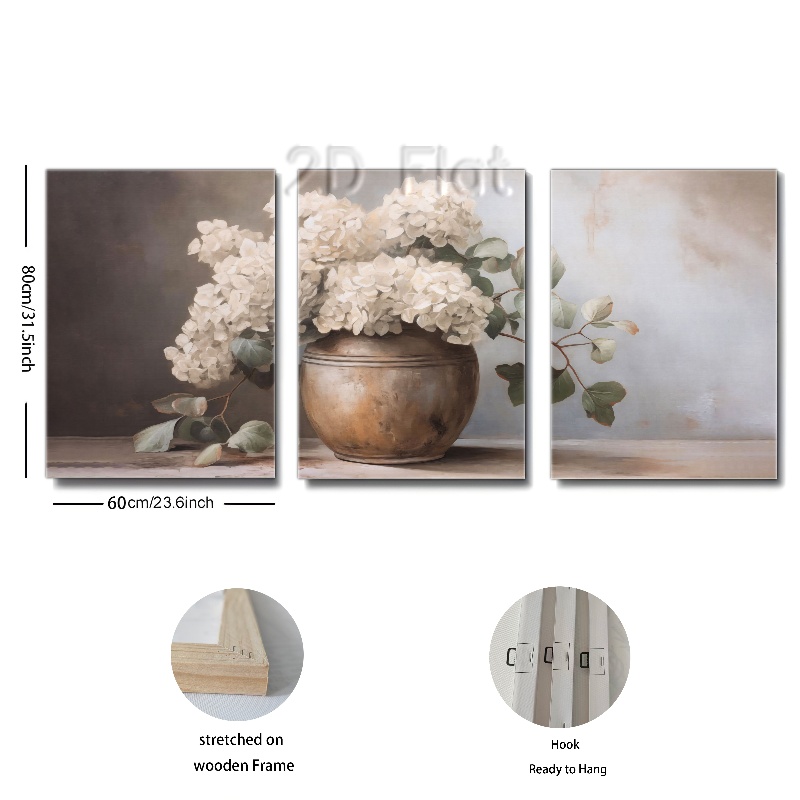 2D Flat
80cm/31.5inch
60cm/23.6inch
stretched on
wooden Frame
Hook
Ready to Hang